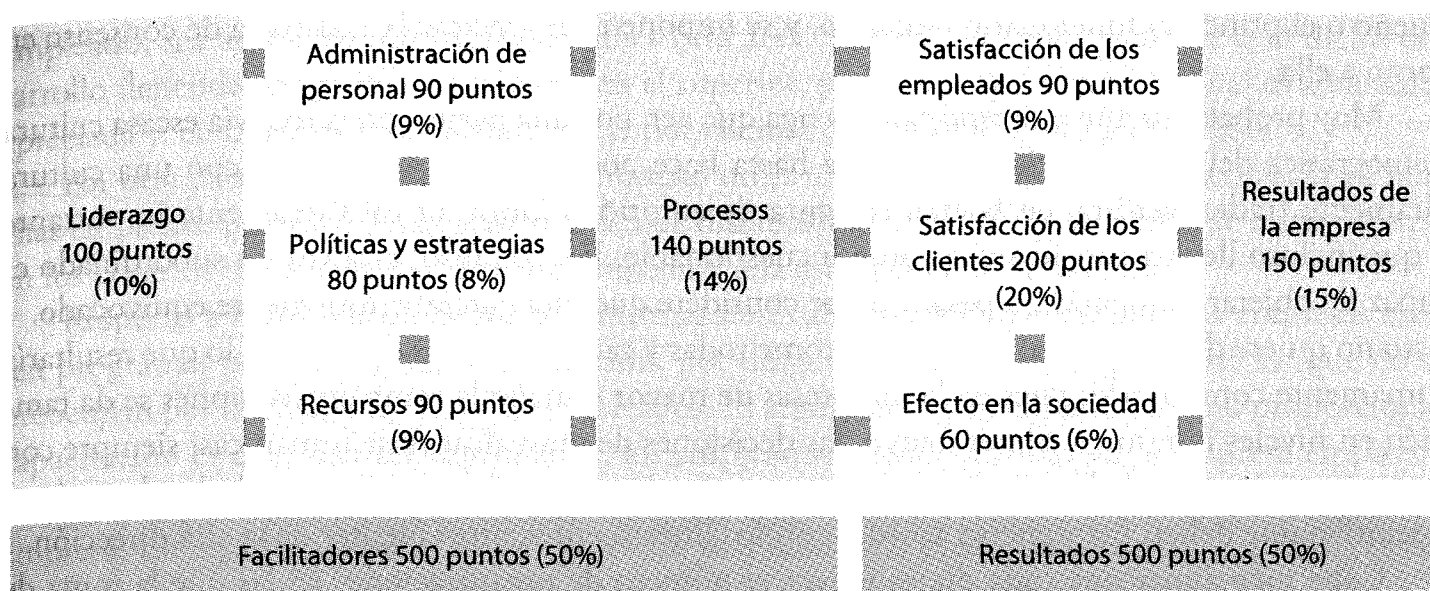 Liderazgo
100 puntos
(10%)
Administración de
personal 90 puntos
(9%)
Políticas y estrategias
80 puntos (8%)
Recursos 90 puntos
(9%)
Procesos
140 puntos
(14%)
Satisfacción de los
empleados 90 puntos
(9%)
Satisfacción de los
clientes 200 puntos
(20%)
Efecto en la sociedad
60 puntos (6%)
Resultados de
la empresa
150 puntos
(15%)
Facilitadores 500 puntos (50%)
Resultados 500 puntos (50%)